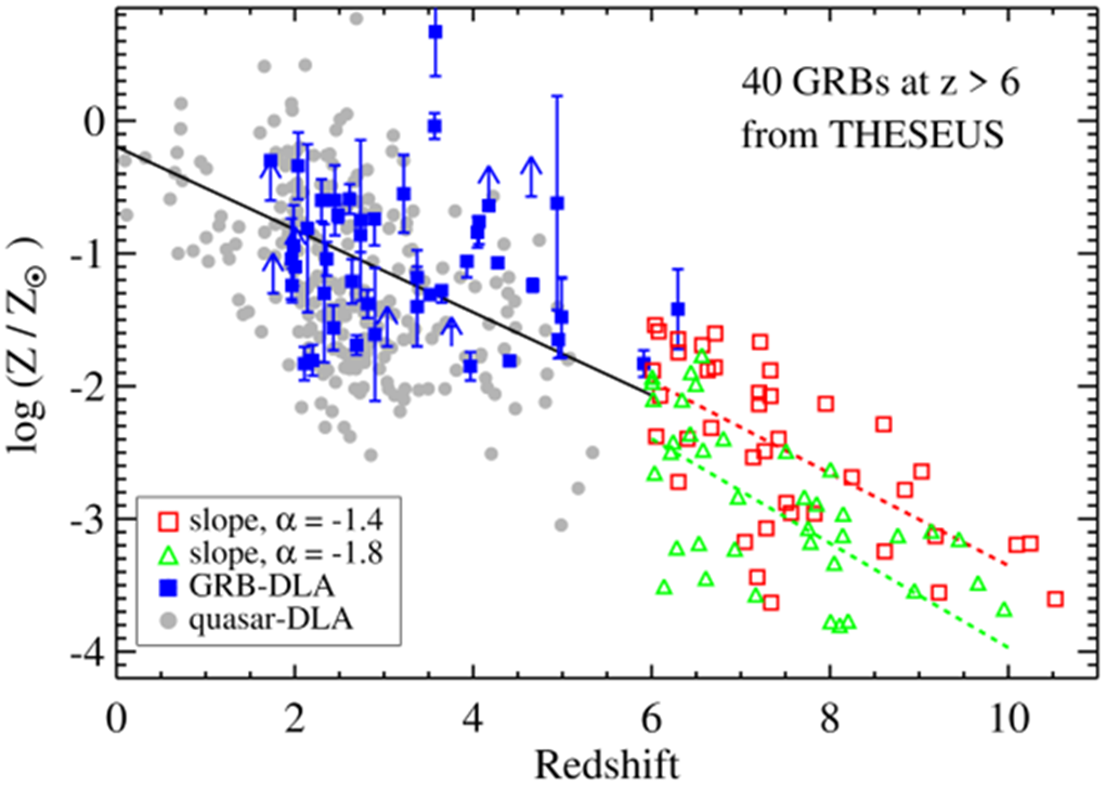 40 GRBs at z > 6
from THESEUS
log (Z / Z☉)
0
-1
-2
-3
-4
slope, α = -1.4
slope, α = -1.8
GRB-DLA
quasar-DLA
0 2 4 6 8 10
Redshift